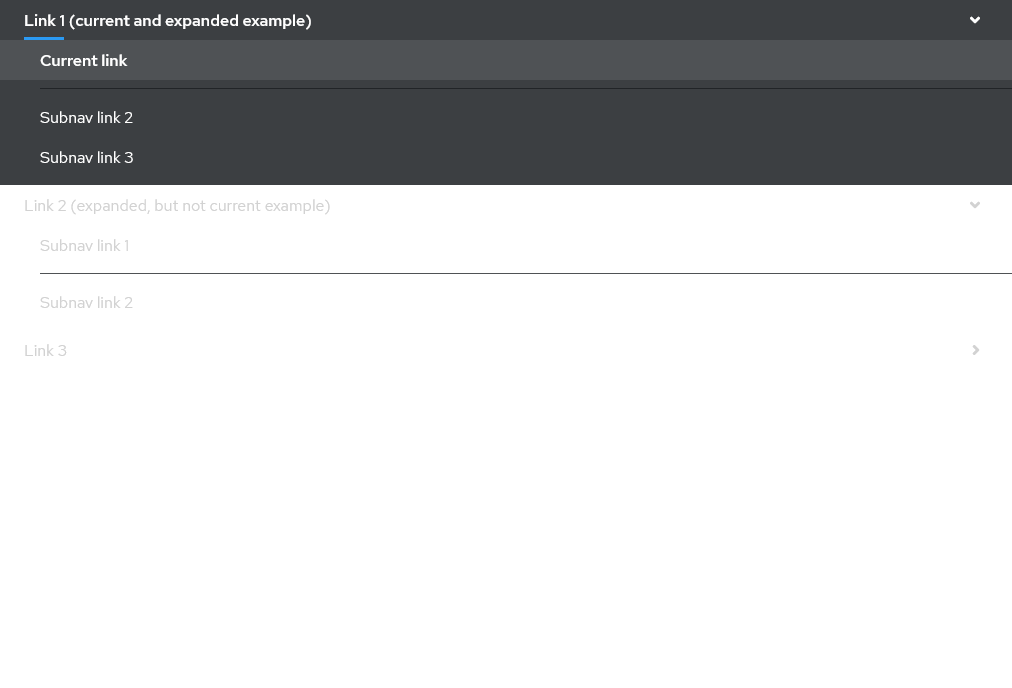 Link 1 (current and expanded example)
Current link
Subnav link 2
Subnav link 3
Link 2 (expanded, but not current example)
Subnav link 1
Subnav link 2
Link 3